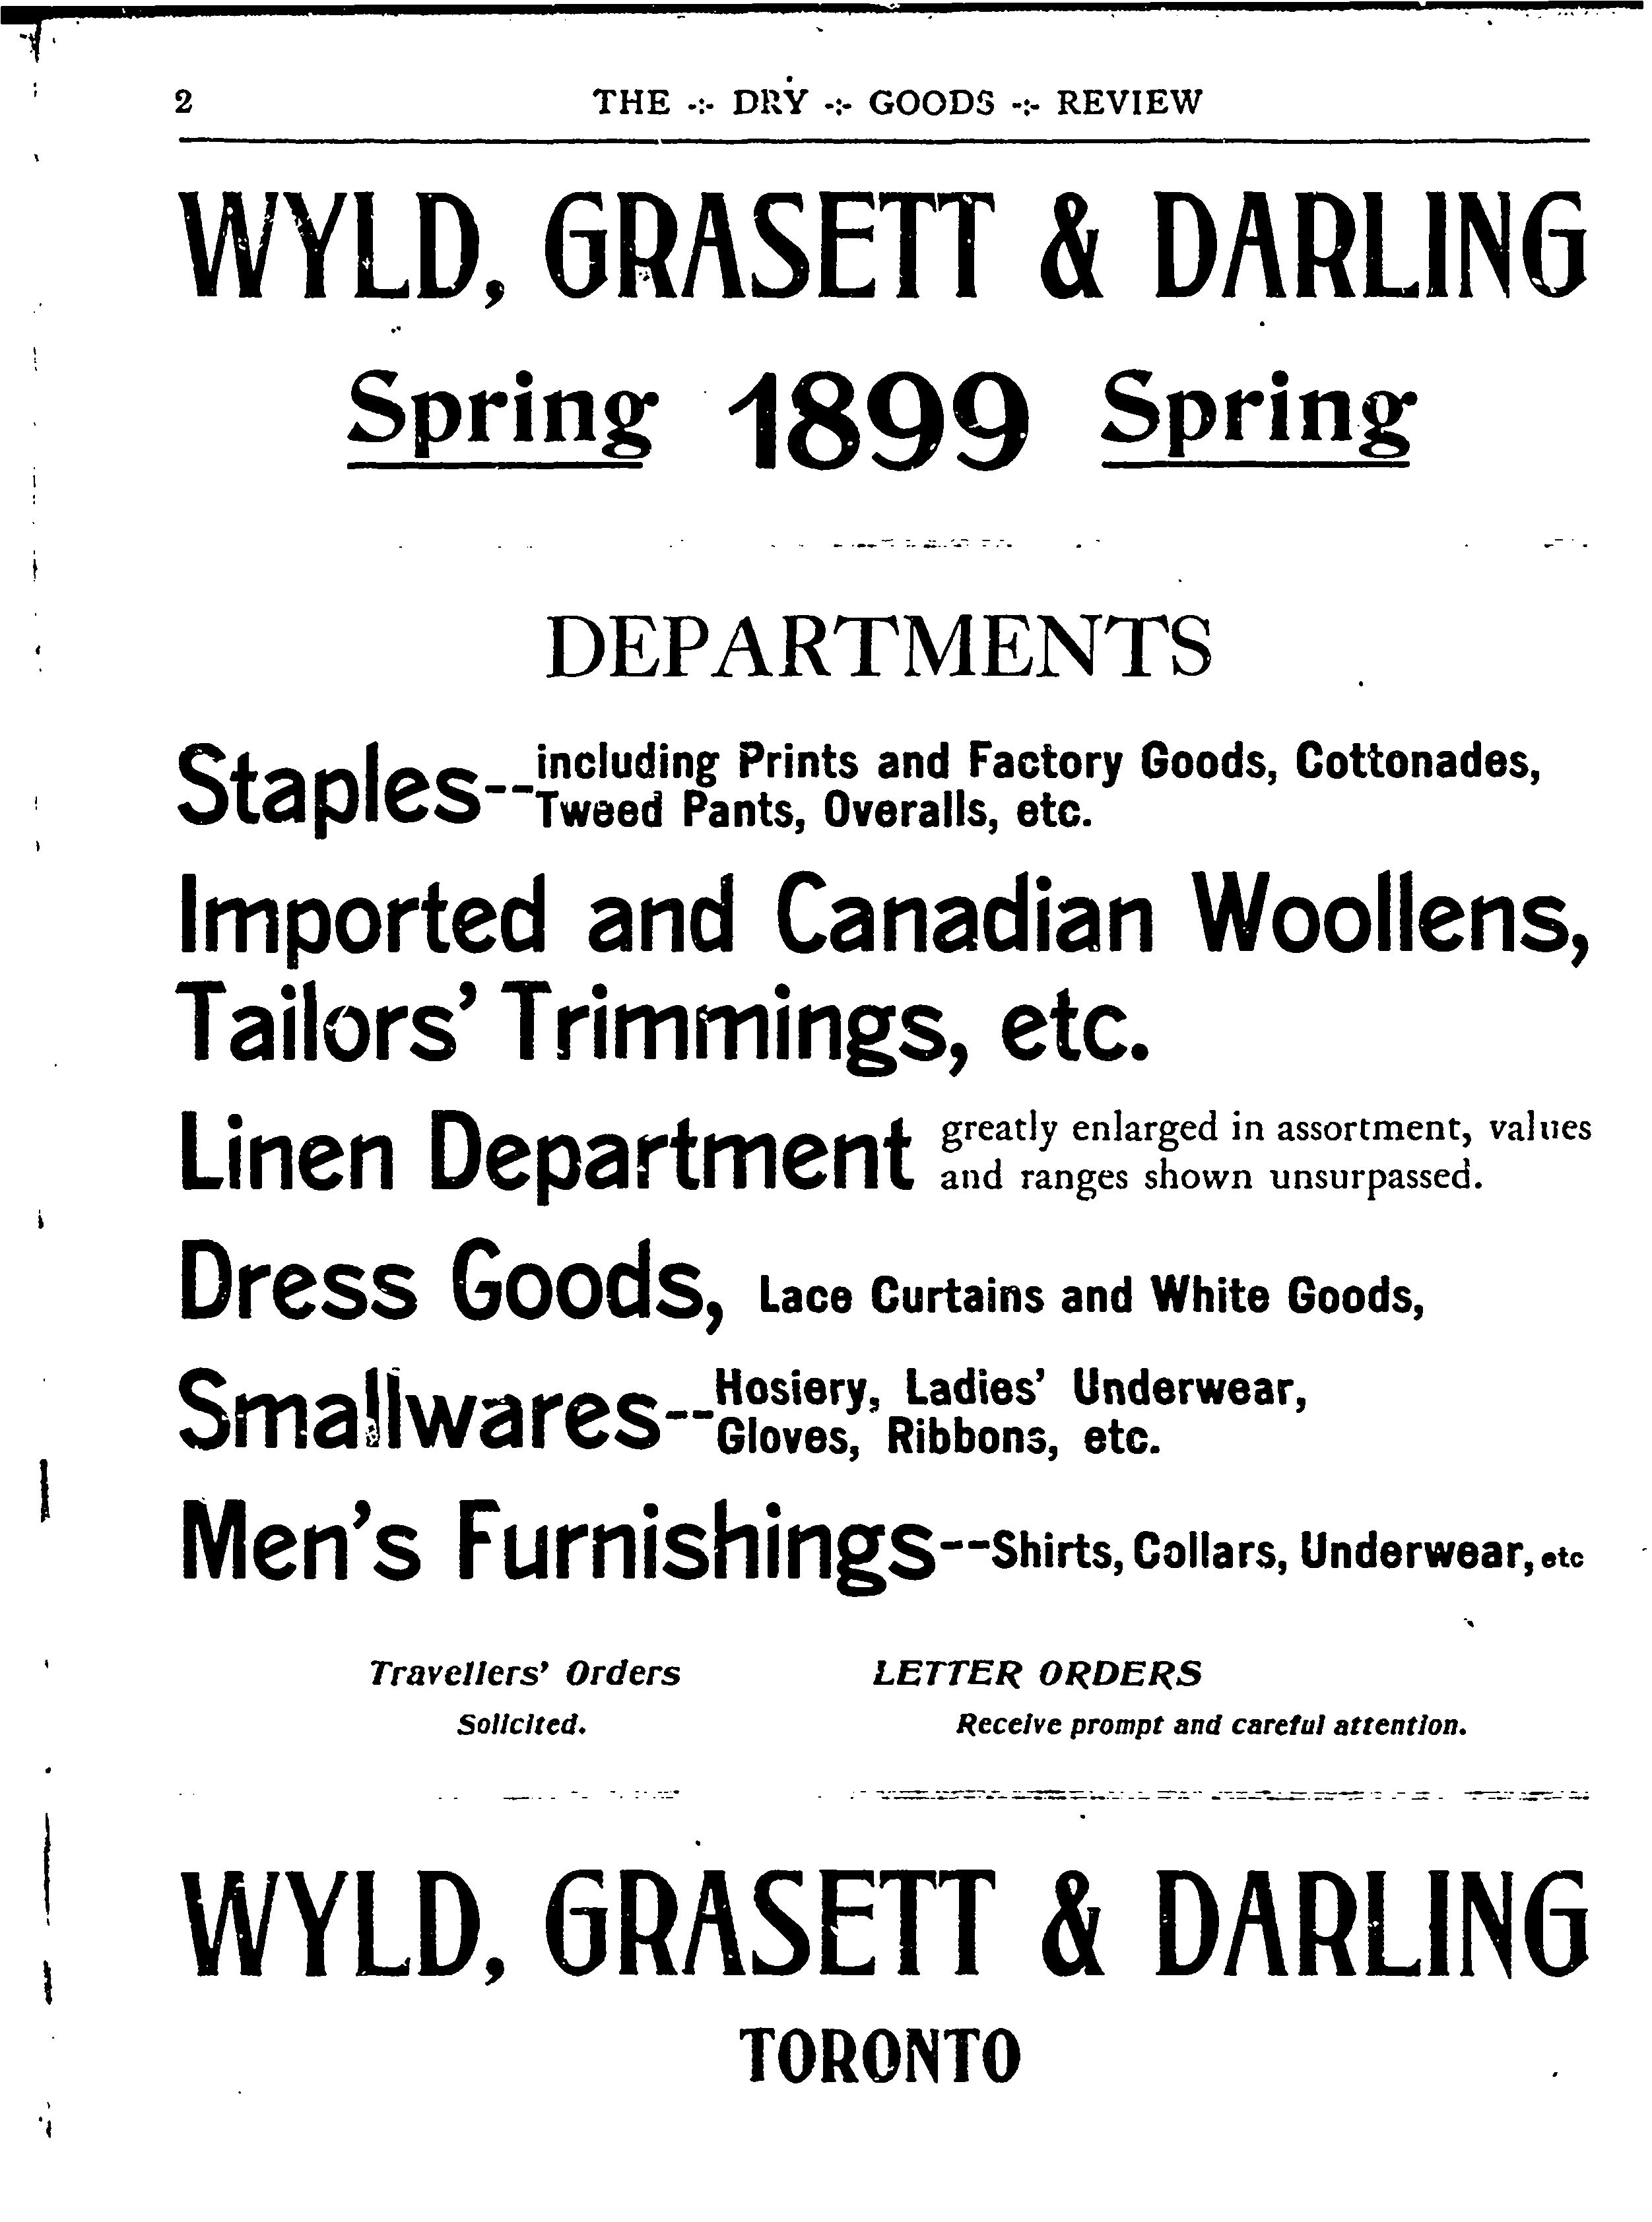 2
THE -:- DRY -:- GOODS -:- REVIEW
WYLD, GRASETT & DARLING
Spring 1899 Spring
DEPARTMENTS
Staples--including Prints and Factory Goods, Cottonades,
Tweed Pants, Overalls, etc.
Imported and Canadian Woollens,
Tailors' Trimmings, etc.
Linen Department greatly enlarged in assortment, values
and ranges shown unsurpassed.
Dress Goods, Lace Curtains and White Goods,
Smallwares--Hosiery, Ladies' Underwear,
Gloves, Ribbons, etc.
Men's Furnishings--Shirts, Collars, Underwear, etc
Travellers' Orders
Solicited.
LETTER ORDERS
Receive prompt and careful attention.
WYLD, GRASETT & DARLING
TORONTO